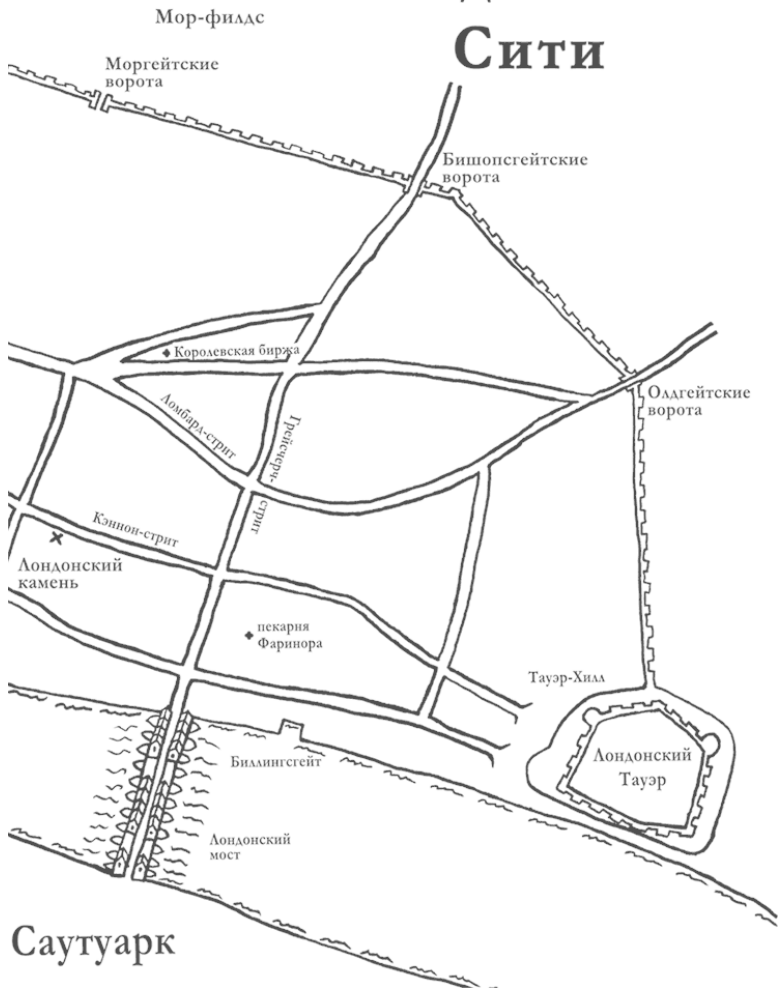 Мор-филдс
Сити
Моргейтские
ворота
Бишопсгейтские
ворота
Королевская биржа
Олдгейтские
ворота
Ломбард-стрит
Грейсчерч-
стрит
Кэннон-стрит
Лондонский
камень
пекарня
Фаринора
Тауэр-Хилл
Лондонский
Тауэр
Биллингсгейт
Лондонский
мост
Саутуарк